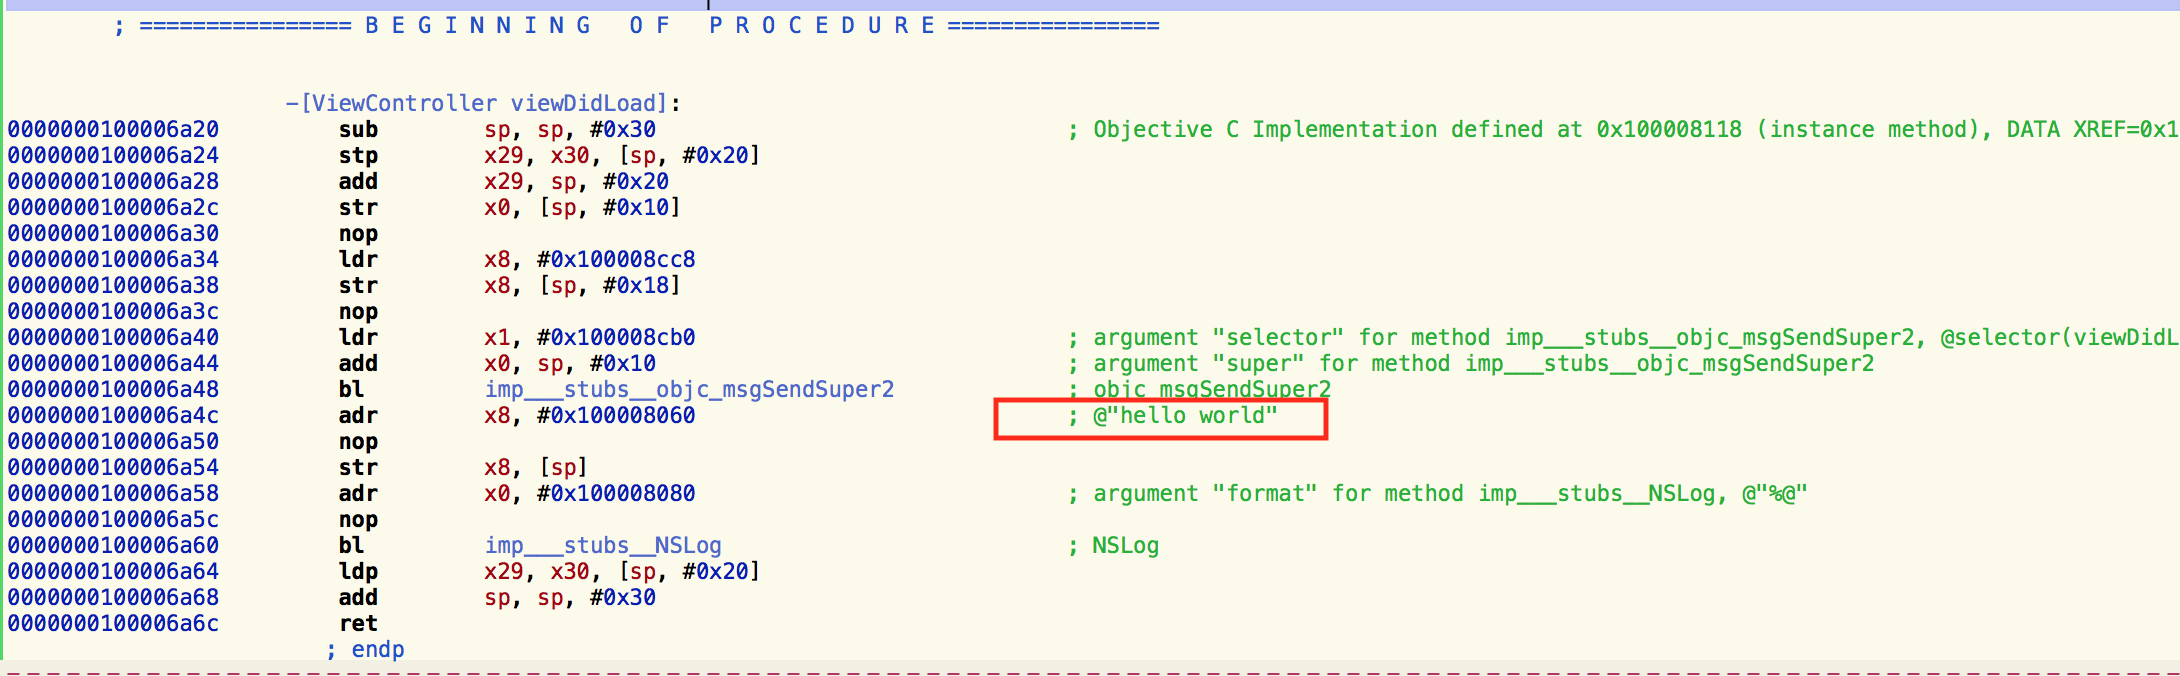 ; ================ B E G I N N I N G   O F   P R O C E D U R E ================
-[ViewController viewDidLoad]:
0000000100006a20 sub sp, sp, #0x30 ; Objective C Implementation defined at 0x100008118 (instance method), DATA XREF=0x1
0000000100006a24 stp x29, x30, [sp, #0x20]
0000000100006a28 add x29, sp, #0x20
0000000100006a2c str x0, [sp, #0x10]
0000000100006a30 nop
0000000100006a34 ldr x8, #0x100008cc8
0000000100006a38 str x8, [sp, #0x18]
0000000100006a3c nop
0000000100006a40 ldr x1, #0x100008cb0 ; argument "selector" for method imp___stubs__objc_msgSendSuper2, @selector(viewDidL
0000000100006a44 add x0, sp, #0x10 ; argument "super" for method imp___stubs__objc_msgSendSuper2
0000000100006a48 bl imp___stubs__objc_msgSendSuper2 ; objc_msgSendSuper2
0000000100006a4c adr x8, #0x100008060 ; @"hello world"
0000000100006a50 nop
0000000100006a54 str x8, [sp]
0000000100006a58 adr x0, #0x100008080 ; argument "format" for method imp___stubs__NSLog, @"%@"
0000000100006a5c nop
0000000100006a60 bl imp___stubs__NSLog ; NSLog
0000000100006a64 ldp x29, x30, [sp, #0x20]
0000000100006a68 add sp, sp, #0x30
0000000100006a6c ret
; endp